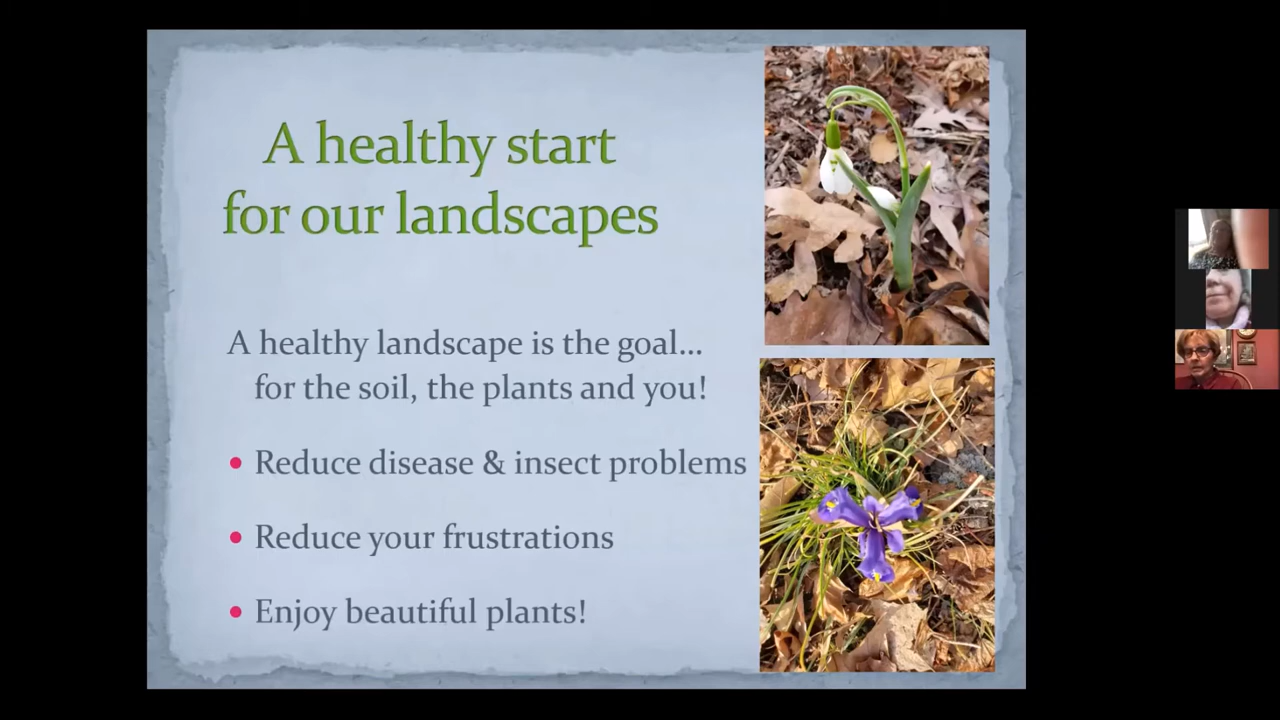 A healthy start
for our landscapes
A healthy landscape is the goal...
for the soil, the plants and you!
• Reduce disease & insect problems
• Reduce your frustrations
• Enjoy beautiful plants!